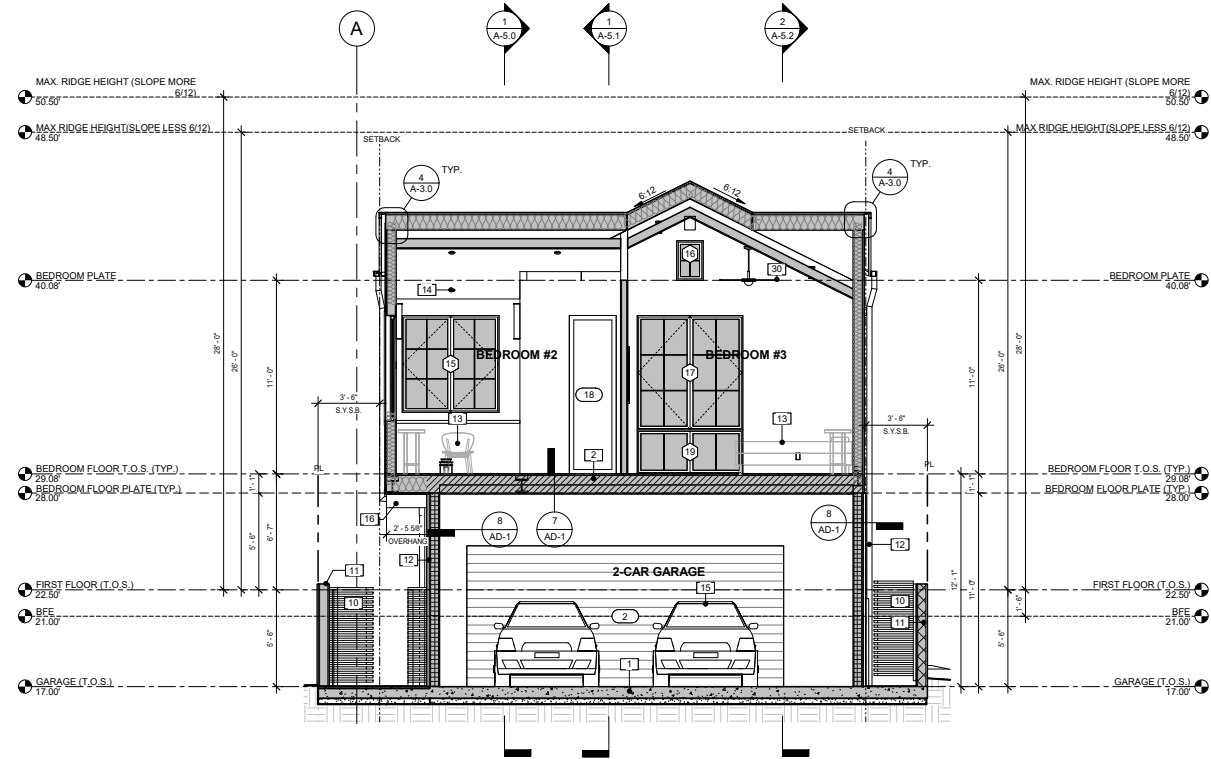 A
1
A-5.0
1
A-5.1
2
A-5.2
MAX. RIDGE HEIGHT (SLOPE MORE
6/12)
50.50'
MAX. RIDGE HEIGHT (SLOPE MORE
6/12)
50.50'
MAX RIDGE HEIGHT(SLOPE LESS 6/12)
48.50'
MAX RIDGE HEIGHT(SLOPE LESS 6/12)
48.50'
SETBACK
SETBACK
4
A-3.0
TYP.
4
A-3.0
TYP.
6:12
6:12
16
30
BEDROOM PLATE
40.08'
BEDROOM PLATE
40.08'
14
28' - 0"
26' - 0"
11' - 0"
11' - 0"
26' - 0"
28' - 0"
BEDROOM #2
BEDROOM #3
15
17
18
3' - 6"
S.Y.S.B.
3' - 6"
S.Y.S.B.
13
13
19
2
PL
PL
BEDROOM FLOOR T.O.S. (TYP.)
29.08'
BEDROOM FLOOR T.O.S. (TYP.)
29.08'
1' - 1"
1' - 1"
BEDROOM FLOOR PLATE (TYP.)
28.00'
BEDROOM FLOOR PLATE (TYP.)
28.00'
16
2' - 5 5/8"
OVERHANG
8
AD-1
7
AD-1
8
AD-1
12
12
5' - 6"
6' - 7"
11
2-CAR GARAGE
12' - 1"
11' - 0"
1' - 6"
FIRST FLOOR (T.O.S.)
22.50'
FIRST FLOOR (T.O.S.)
22.50'
10
15
10
BFE
21.00'
BFE
21.00'
2
11
5' - 6"
5' - 6"
1
GARAGE (T.O.S.)
17.00'
GARAGE (T.O.S.)
17.00'